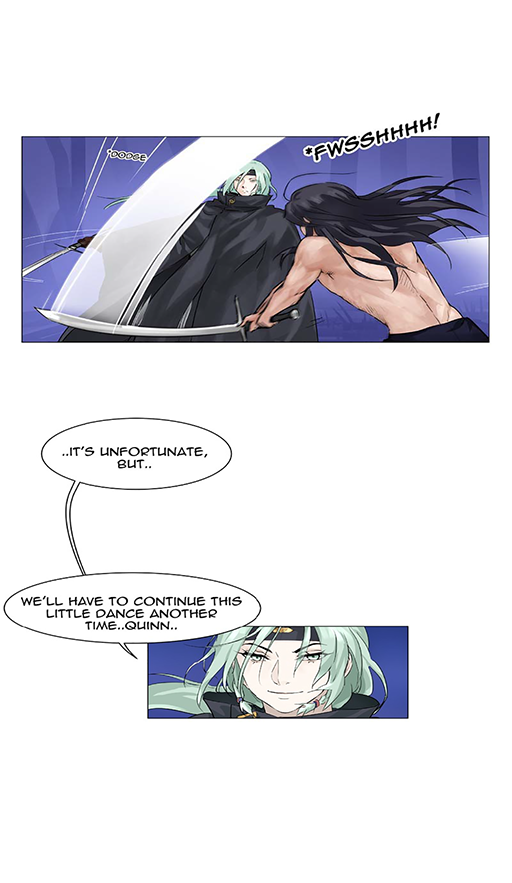 *DODGE
*FWSSHHHH!
..IT'S UNFORTUNATE,
BUT..
WE'LL HAVE TO CONTINUE THIS
LITTLE DANCE ANOTHER
TIME..QUINN..